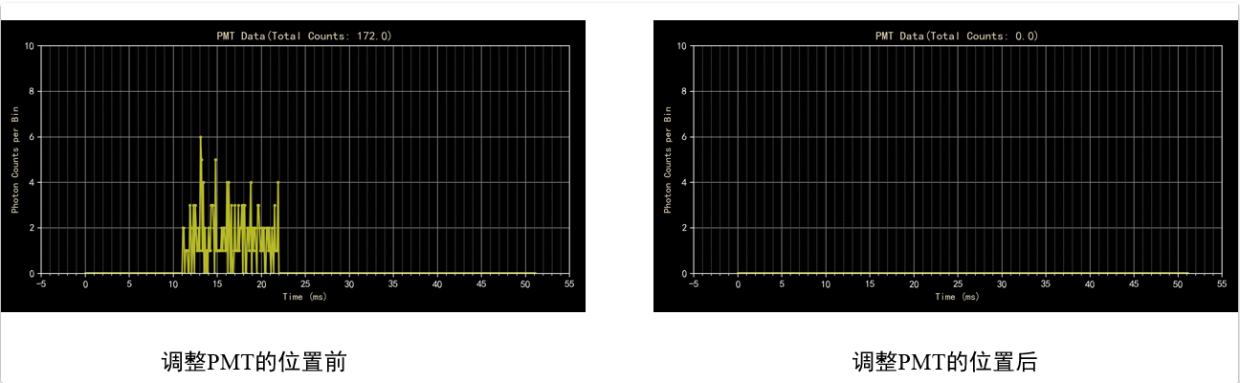 PMT Data(Total Counts: 172.0)
Photon Counts per Bin
10
8
6
4
2
0
-5 0 5 10 15 20 25 30 35 40 45 50 55
Time (ms)
调整PMT的位置前
PMT Data(Total Counts: 0.0)
Photon Counts per Bin
10
8
6
4
2
0
-5 0 5 10 15 20 25 30 35 40 45 50 55
Time (ms)
调整PMT的位置后